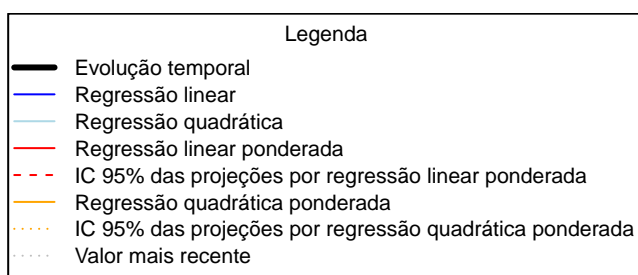 Legenda
Evolução temporal
Regressão linear
Regressão quadrática
Regressão linear ponderada
IC 95% das projeções por regressão linear ponderada
Regressão quadrática ponderada
IC 95% das projeções por regressão quadrática ponderada
Valor mais recente